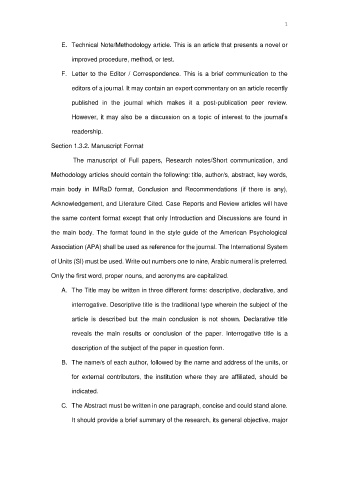 1
E. Technical Note/Methodology article. This is an article that presents a novel or
improved procedure, method, or test.
F. Letter to the Editor / Correspondence. This is a brief communication to the
editors of a journal. It may contain an expert commentary on an article recently
published in the journal which makes it a post-publication peer review.
However, it may also be a discussion on a topic of interest to the journal's
readership.
Section 1.3.2. Manuscript Format
The manuscript of Full papers, Research notes/Short communication, and
Methodology articles should contain the following: title, author/s, abstract, key words,
main body in IMRaD format, Conclusion and Recommendations (if there is any),
Acknowledgement, and Literature Cited. Case Reports and Review articles will have
the same content format except that only Introduction and Discussions are found in
the main body. The format found in the style guide of the American Psychological
Association (APA) shall be used as reference for the journal. The International System
of Units (SI) must be used. Write out numbers one to nine, Arabic numeral is preferred.
Only the first word, proper nouns, and acronyms are capitalized.
A. The Title may be written in three different forms: descriptive, declarative, and
interrogative. Descriptive title is the traditional type wherein the subject of the
article is described but the main conclusion is not shown. Declarative title
reveals the main results or conclusion of the paper. Interrogative title is a
description of the subject of the paper in question form.
B. The name/s of each author, followed by the name and address of the units, or
for external contributors, the institution where they are affiliated, should be
indicated.
C. The Abstract must be written in one paragraph, concise and could stand alone.
It should provide a brief summary of the research, its general objective, major